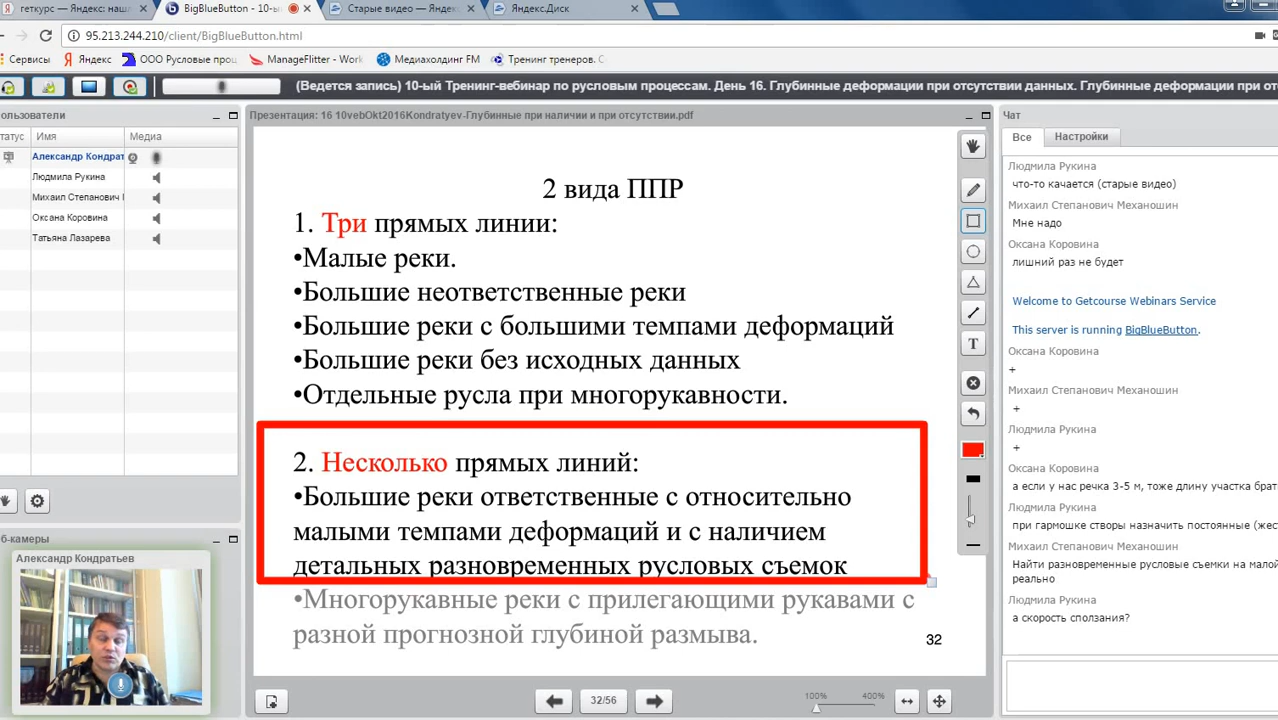 геткурс — Яндекс: наш
BigBlueButton - 10-ы
Старые видео — Яндекс
Яндекс.Диск
95.213.244.210/client/BigBlueButton.html
Сервисы
Яндекс
ООО Русловые проц
ManageFlitter - Work
Медиахолдинг FM
Тренинг тренеров. С
(Ведется запись) 10-ый Тренинг-вебинар по русловым процессам. День 16. Глубинные деформации при отсутствии данных. Глубинные деформации при от
ользователи
татус
Имя
Медиа
Александр Кондрат
Людмила Рукина
Михаил Степанович М
Оксана Коровина
Татьяна Лазарева
б-камеры
Александр Кондратьев
Презентация: 16 10vebOkt2016Kondratyev-Глубинные при наличии и при отсутствии.pdf
2 вида ППР
1. Три прямых линии:
•Малые реки.
•Большие неответственные реки
•Большие реки с большими темпами деформаций
•Большие реки без исходных данных
•Отдельные русла при многорукавности.
2. Несколько прямых линий:
•Большие реки ответственные с относительно
малыми темпами деформаций и с наличием
детальных разновременных русловых съемок
•Многорукавные реки с прилегающими рукавами с
разной прогнозной глубиной размыва.
32
T
32/56
100%
400%
Чат
Все
Настройки
Людмила Рукина
что-то качается (старые видео)
Михаил Степанович Механошин
Мне надо
Оксана Коровина
лишний раз не будет
Welcome to Getcourse Webinars Service
This server is running BigBlueButton.
Оксана Коровина
+
Михаил Степанович Механошин
+
Людмила Рукина
+
Оксана Коровина
а если у нас речка 3-5 м, тоже длину участка брат
Людмила Рукина
при гармошке створы назначить постоянные (жес
Михаил Степанович Механошин
Найти разновременные русловые съемки на малой
реально
Людмила Рукина
а скорость сползания?